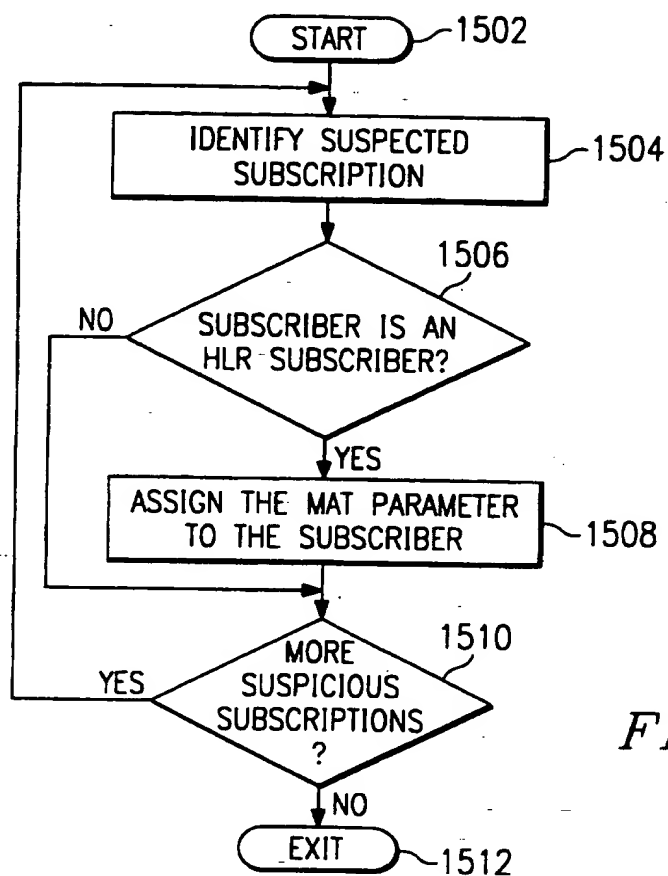 START
1502
IDENTIFY SUSPECTED
SUBSCRIPTION
1504
1506
NO
SUBSCRIBER IS AN
HLR SUBSCRIBER?
YES
ASSIGN THE MAT PARAMETER
TO THE SUBSCRIBER
1508
1510
YES
MORE
SUSPICIOUS
SUBSCRIPTIONS
?
NO
EXIT
1512